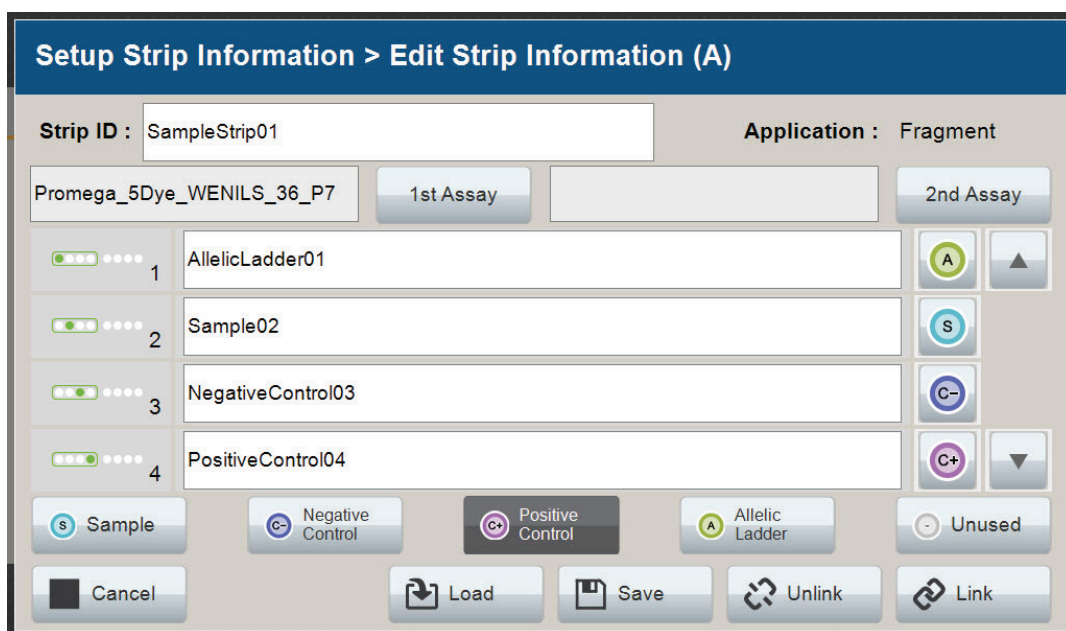 Setup Strip Information > Edit Strip Information (A)
Strip ID : SampleStrip01 Application : Fragment
Promega_5Dye_WENILS_36_P7 1st Assay 2nd Assay
1 AllelicLadder01 A
2 Sample02 S
3 NegativeControl03 C-
4 PositiveControl04 C+
S Sample C- Negative Control C+ Positive Control A Allelic Ladder - Unused
Cancel Load Save Unlink Link